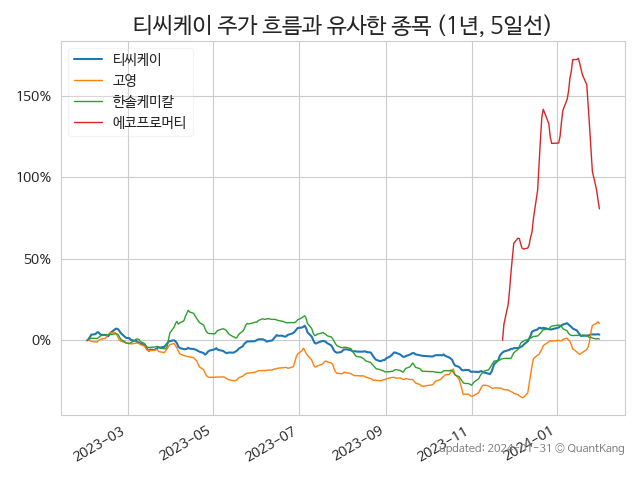 티씨케이 주가 흐름과 유사한 종목 (1년, 5일선)
티씨케이
고영
한솔케미칼
에코프로머티
150%
100%
50%
0%
2023-03
2023-05
2023-07
2023-09
2023-11
2024-01
updated: 2024-01-31 © QuantKang